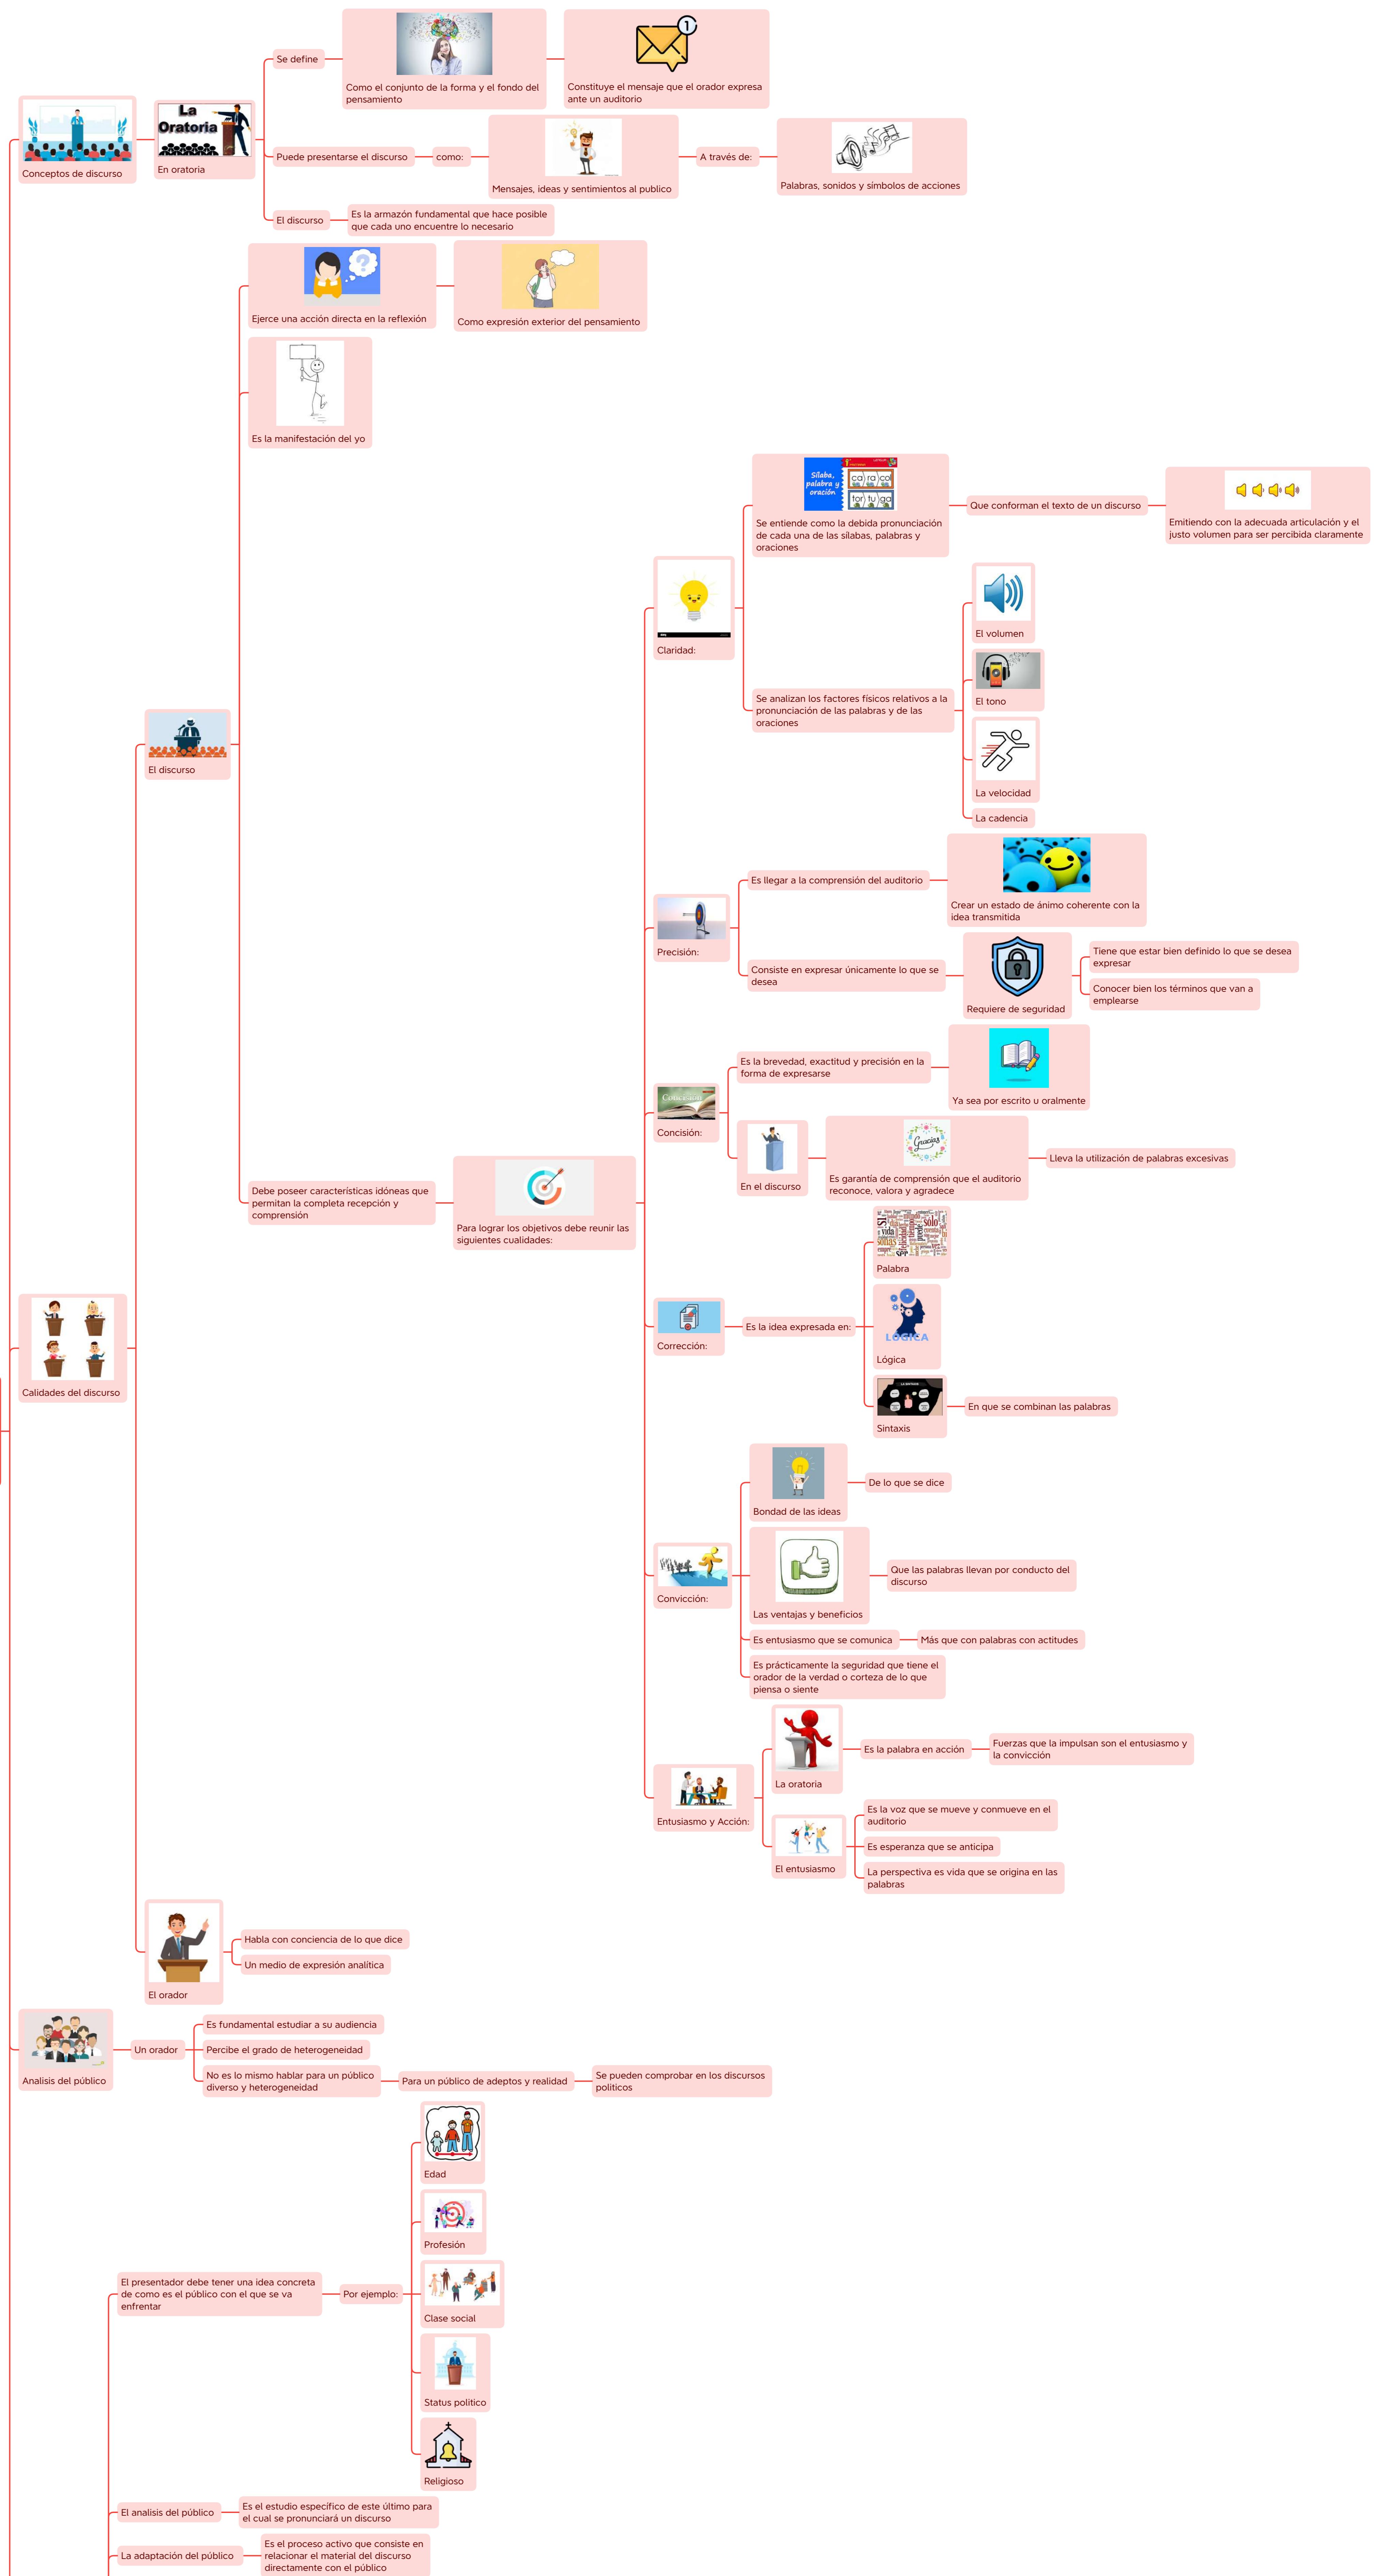 1
La
Oratoria
Se define
Como el conjunto de la forma y el fondo del
pensamiento
Constituye el mensaje que el orador expresa
ante un auditorio
Conceptos de discurso
En oratoria
Puede presentarse el discurso
como:
Mensajes, ideas y sentimientos al publico
A través de:
Palabras, sonidos y símbolos de acciones
El discurso
Es la armazón fundamental que hace posible
que cada uno encuentre lo necesario
?
Ejerce una acción directa en la reflexión
Como expresión exterior del pensamiento
Es la manifestación del yo
El discurso
Debe poseer características idóneas que
permitan la completa recepción y
comprensión
Para lograr los objetivos debe reunir las
siguientes cualidades:
Claridad:
Sílaba,
palabra y
oración
ca ra col
tor tu ga
Se entiende como la debida pronunciación
de cada una de las sílabas, palabras y
oraciones
Que conforman el texto de un discurso
Emitiendo con la adecuada articulación y el
justo volumen para ser percibida claramente
Se analizan los factores físicos relativos a la
pronunciación de las palabras y de las
oraciones
El volumen
El tono
La velocidad
La cadencia
Precisión:
Es llegar a la comprensión del auditorio
Crear un estado de ánimo coherente con la
idea transmitida
Consiste en expresar únicamente lo que se
desea
Requiere de seguridad
Tiene que estar bien definido lo que se desea
expresar
Conocer bien los términos que van a
emplearse
Concisión
Concisión:
Es la brevedad, exactitud y precisión en la
forma de expresarse
Ya sea por escrito u oralmente
En el discurso
Gracias
Es garantía de comprensión que el auditorio
reconoce, valora y agradece
Lleva la utilización de palabras excesivas
Corrección:
Es la idea expresada en:
Palabra
LÓGICA
Lógica
LA SINTAXIS
Sintaxis
En que se combinan las palabras
Convicción:
Bondad de las ideas
De lo que se dice
Las ventajas y beneficios
Que las palabras llevan por conducto del
discurso
Es entusiasmo que se comunica
Más que con palabras con actitudes
Es prácticamente la seguridad que tiene el
orador de la verdad o corteza de lo que
piensa o siente
Entusiasmo y Acción:
La oratoria
Es la palabra en acción
Fuerzas que la impulsan son el entusiasmo y
la convicción
El entusiasmo
Es la voz que se mueve y conmueve en el
auditorio
Es esperanza que se anticipa
La perspectiva es vida que se origina en las
palabras
Calidades del discurso
El orador
Habla con conciencia de lo que dice
Un medio de expresión analítica
Analisis del público
Un orador
Es fundamental estudiar a su audiencia
Percibe el grado de heterogeneidad
No es lo mismo hablar para un público
diverso y heterogeneidad
Para un público de adeptos y realidad
Se pueden comprobar en los discursos
politicos
El presentador debe tener una idea concreta
de como es el público con el que se va
enfrentar
Por ejemplo:
Edad
Profesión
Clase social
Status politico
Religioso
El analisis del público
Es el estudio específico de este último para
el cual se pronunciará un discurso
La adaptación del público
Es el proceso activo que consiste en
relacionar el material del discurso
directamente con el público